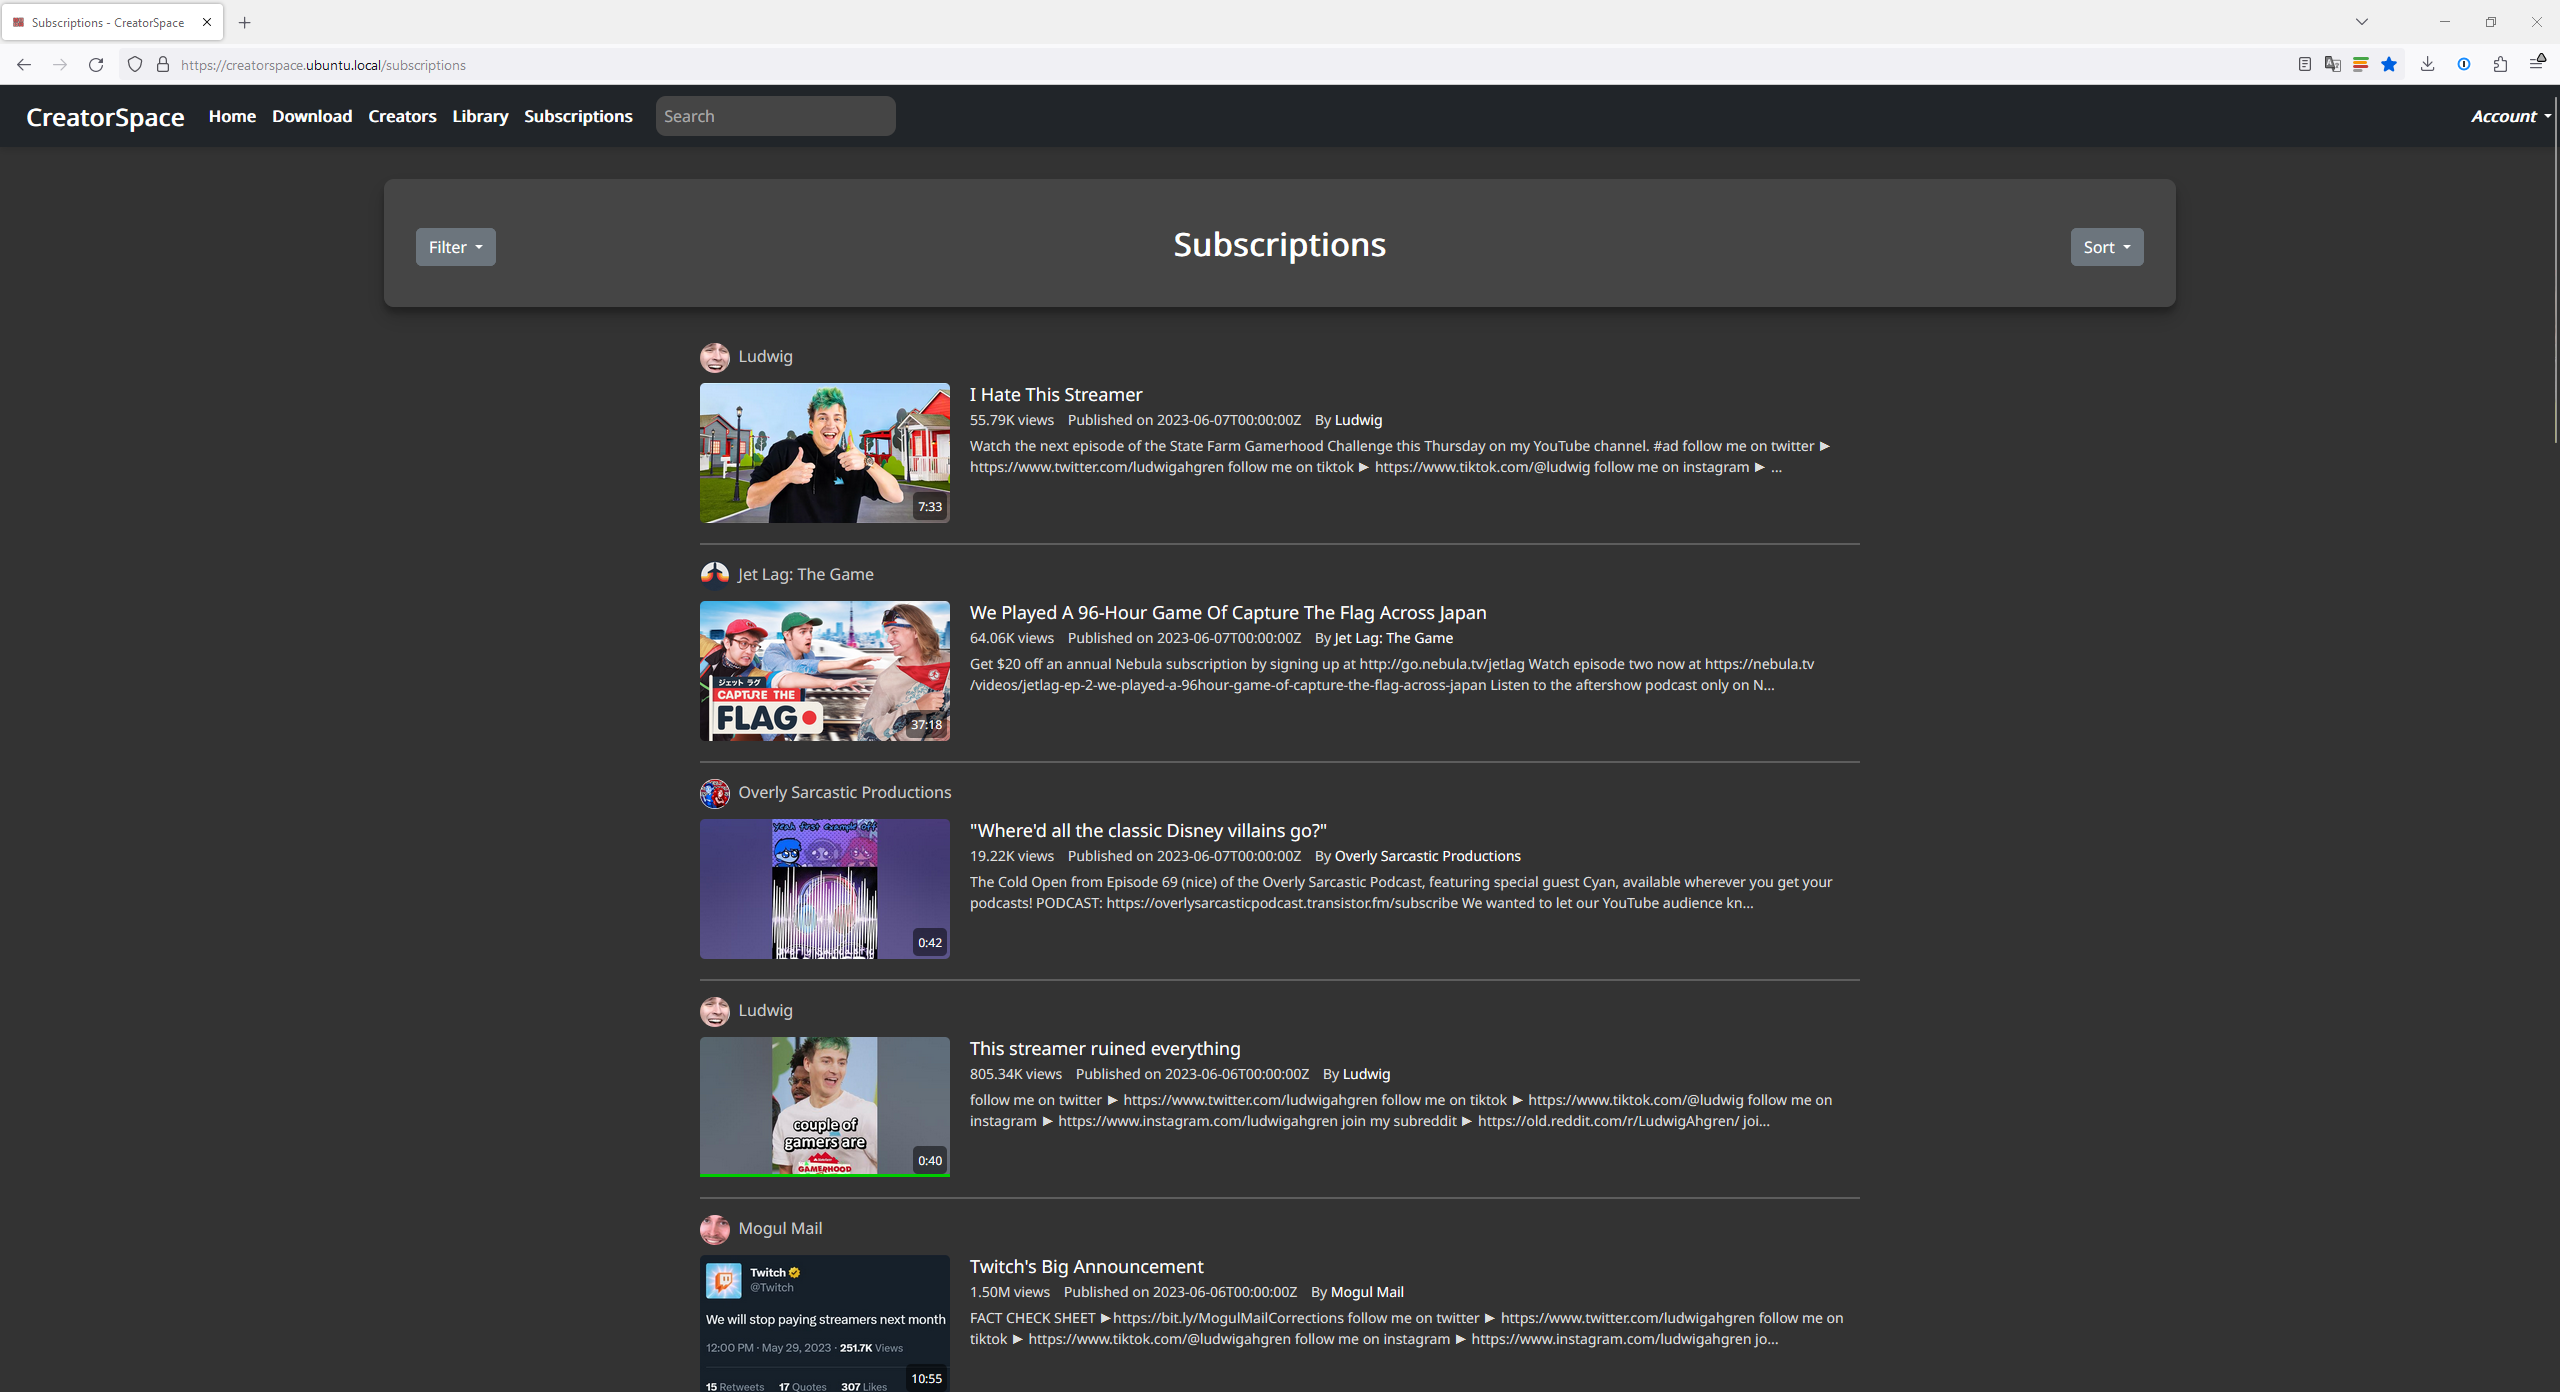 Subscriptions - CreatorSpace
https://creatorspace.ubuntu.local/subscriptions
CreatorSpace Home Download Creators Library Subscriptions Search Account
Filter Subscriptions Sort
Ludwig
I Hate This Streamer
55.79K views Published on 2023-06-07T00:00:00Z By Ludwig
Watch the next episode of the State Farm Gamerhood Challenge this Thursday on my YouTube channel. #ad follow me on twitter ►
https://www.twitter.com/ludwigahgren follow me on tiktok ► https://www.tiktok.com/@ludwig follow me on instagram ► ...
7:33
Jet Lag: The Game
We Played A 96-Hour Game Of Capture The Flag Across Japan
64.06K views Published on 2023-06-07T00:00:00Z By Jet Lag: The Game
Get $20 off an annual Nebula subscription by signing up at http://go.nebula.tv/jetlag Watch episode two now at https://nebula.tv
/videos/jetlag-ep-2-we-played-a-96hour-game-of-capture-the-flag-across-japan Listen to the aftershow podcast only on N...
ジェット ラグ
CAPTURE THE
FLAG
37:18
Overly Sarcastic Productions
"Where'd all the classic Disney villains go?"
19.22K views Published on 2023-06-07T00:00:00Z By Overly Sarcastic Productions
The Cold Open from Episode 69 (nice) of the Overly Sarcastic Podcast, featuring special guest Cyan, available wherever you get your
podcasts! PODCAST: https://overlysarcasticpodcast.transistor.fm/subscribe We wanted to let our YouTube audience kn...
yeah first example off
0:42
Ludwig
This streamer ruined everything
805.34K views Published on 2023-06-06T00:00:00Z By Ludwig
follow me on twitter ► https://www.twitter.com/ludwigahgren follow me on tiktok ► https://www.tiktok.com/@ludwig follow me on
instagram ► https://www.instagram.com/ludwigahgren join my subreddit ► https://old.reddit.com/r/LudwigAhgren/ joi...
couple of
gamers are
GAMERHOOD
0:40
Mogul Mail
Twitch's Big Announcement
1.50M views Published on 2023-06-06T00:00:00Z By Mogul Mail
FACT CHECK SHEET ►https://bit.ly/MogulMailCorrections follow me on twitter ► https://www.twitter.com/ludwigahgren follow me on
tiktok ► https://www.tiktok.com/@ludwigahgren follow me on instagram ► https://www.instagram.com/ludwigahgren jo...
Twitch
@Twitch
We will stop paying streamers next month
12:00 PM · May 29, 2023 · 251.7K Views
15 Retweets 17 Quotes 307 Likes
10:55